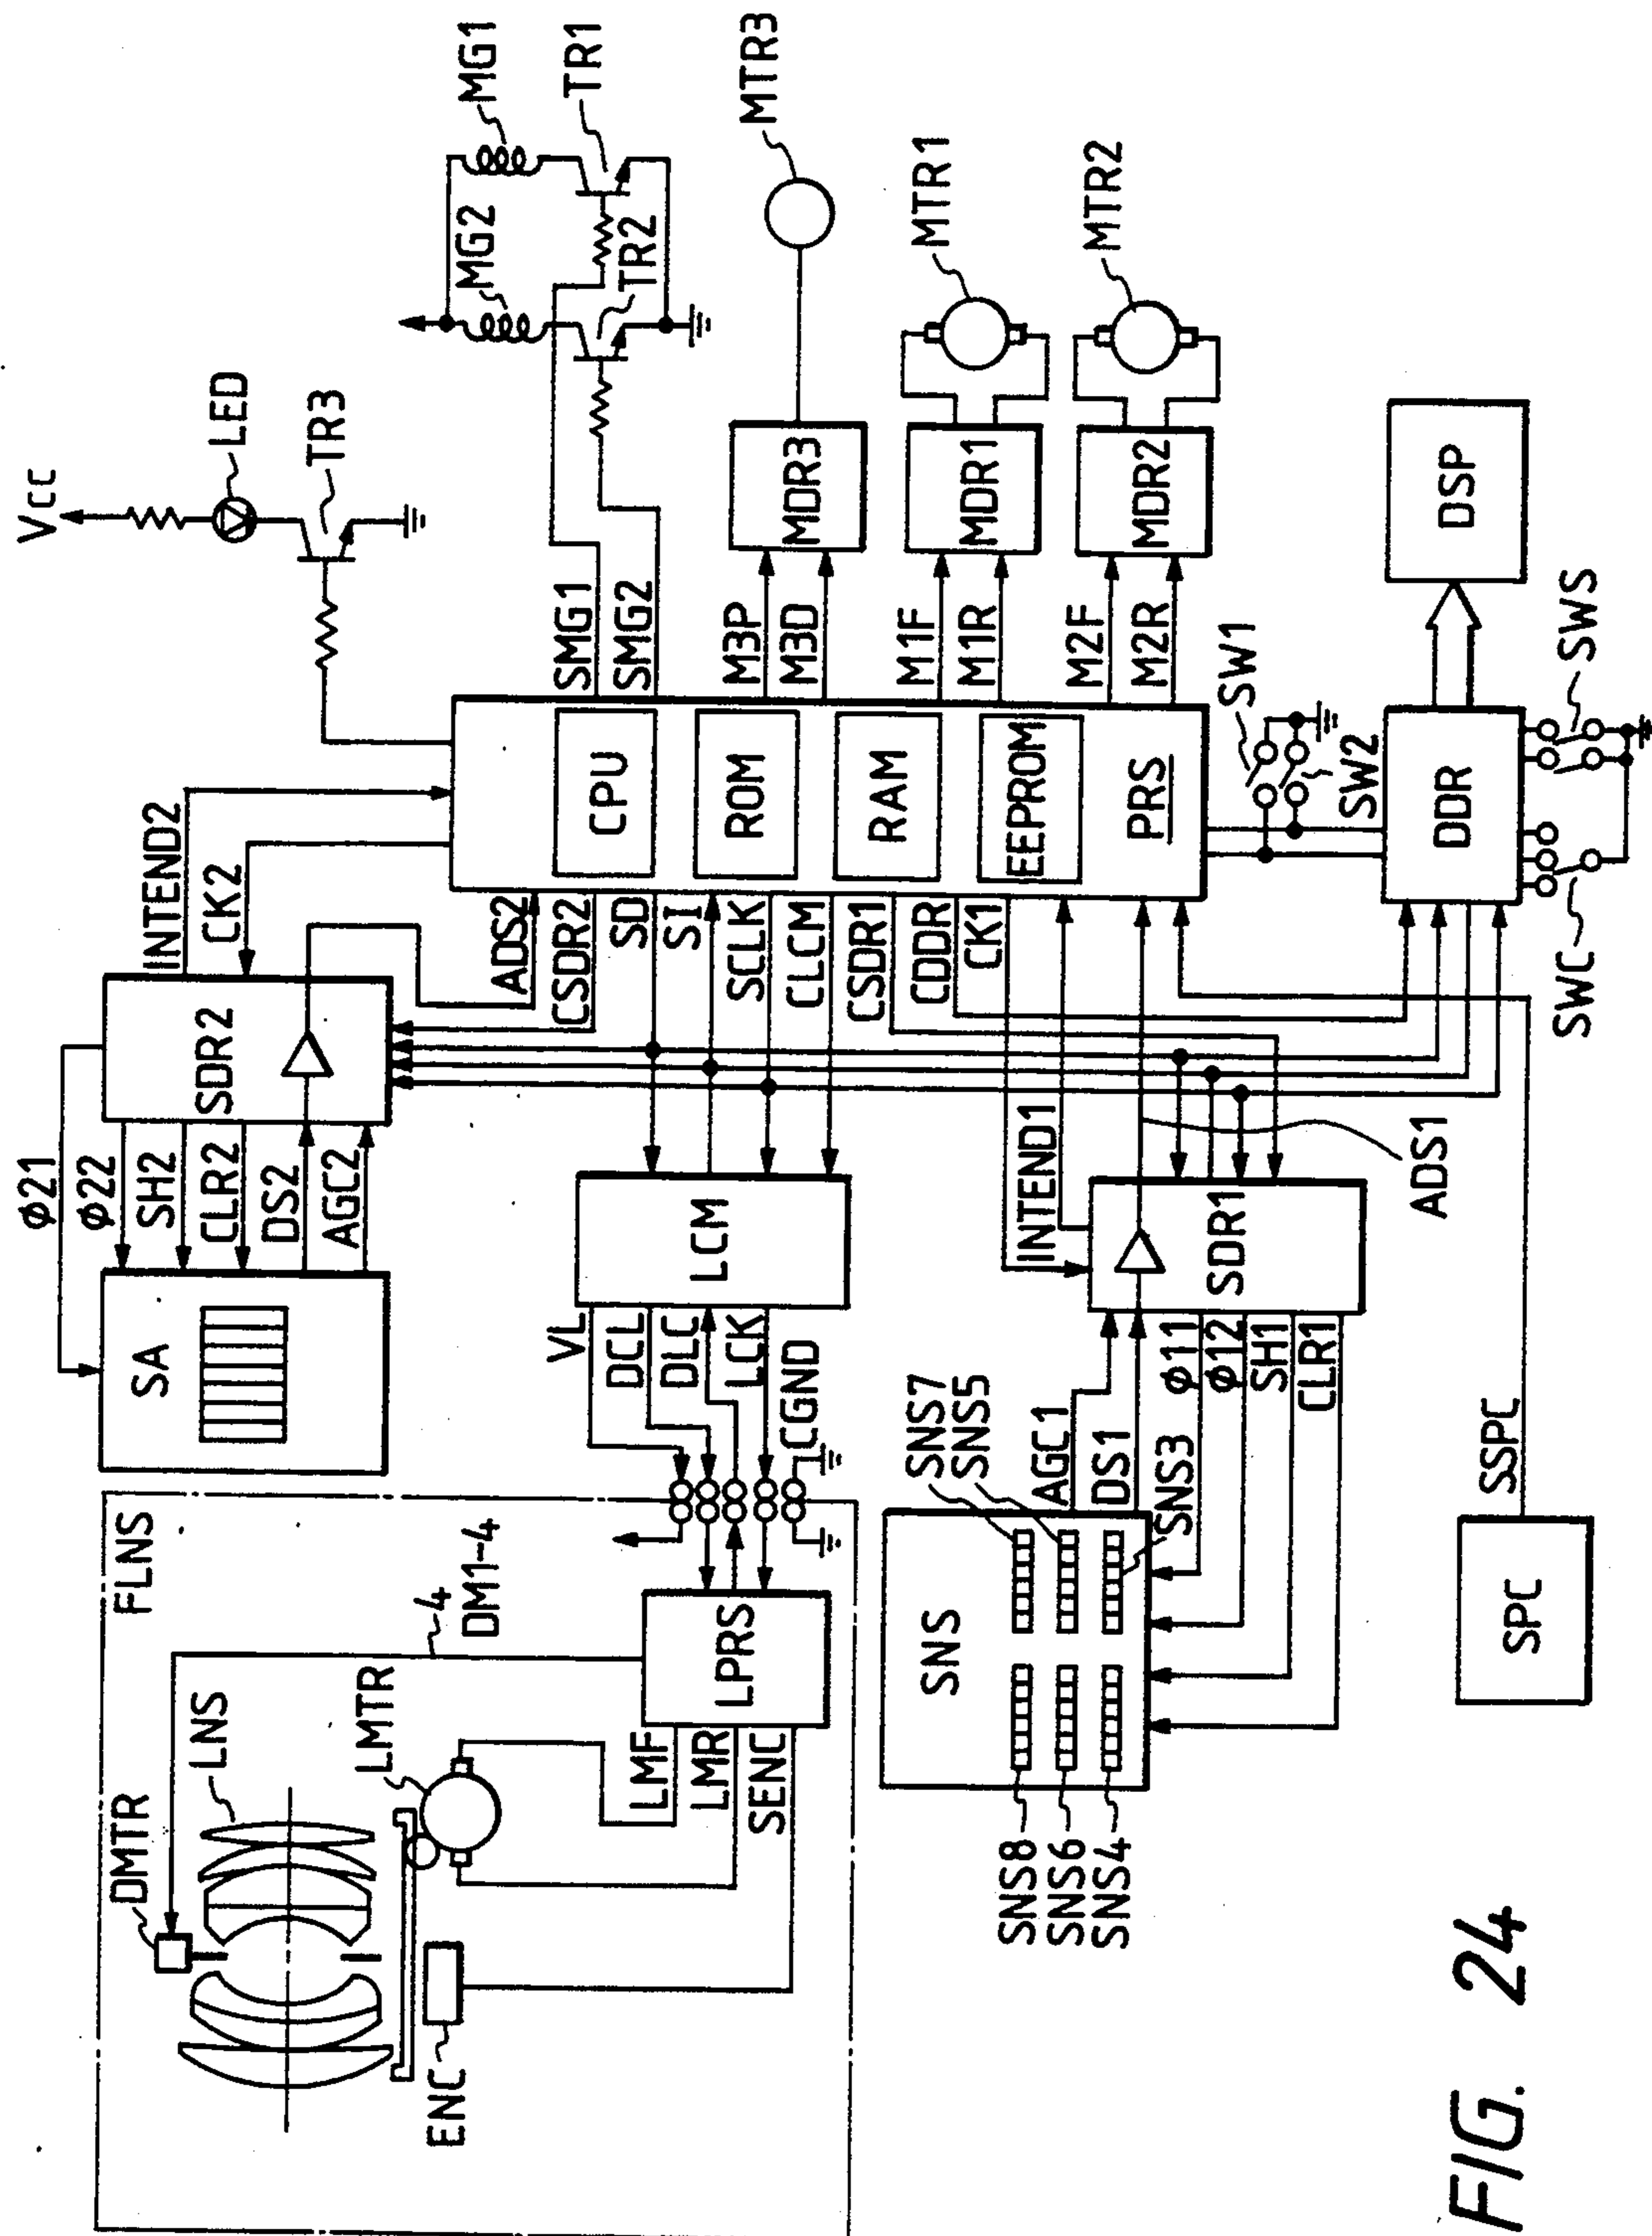 VCC
LED
TR3
MG1
MG2
TR1
TR2
MTR3
MTR1
MTR2
INTEND2
CK2
SMG1
SMG2
M3P
M3D
M1F
M1R
M2F
M2R
MDR3
MDR1
MDR2
CPU
ROM
RAM
EEPROM
PRS
SW1
SW2
DSP
DDR
SWS
SWC
ADS2
CSDR2
SD
SI
SCLK
CLCM
CSDR1
CDDR
CK1
SDR2
φ21
φ22
SH2
CLR2
DS2
AGC2
SA
LCM
VL
DCL
DLC
LCK
CGND
INTEND1
SDR1
ADS1
AGC1
DS1
φ11
φ12
SH1
CLR1
SNS7
SNS5
SNS3
SNS
SNS8
SNS6
SNS4
SSPC
SPC
FLNS
4
DM1-4
LPRS
LMF
LMR
SENC
LNS
LMTR
DMTR
ENC
FIG. 24